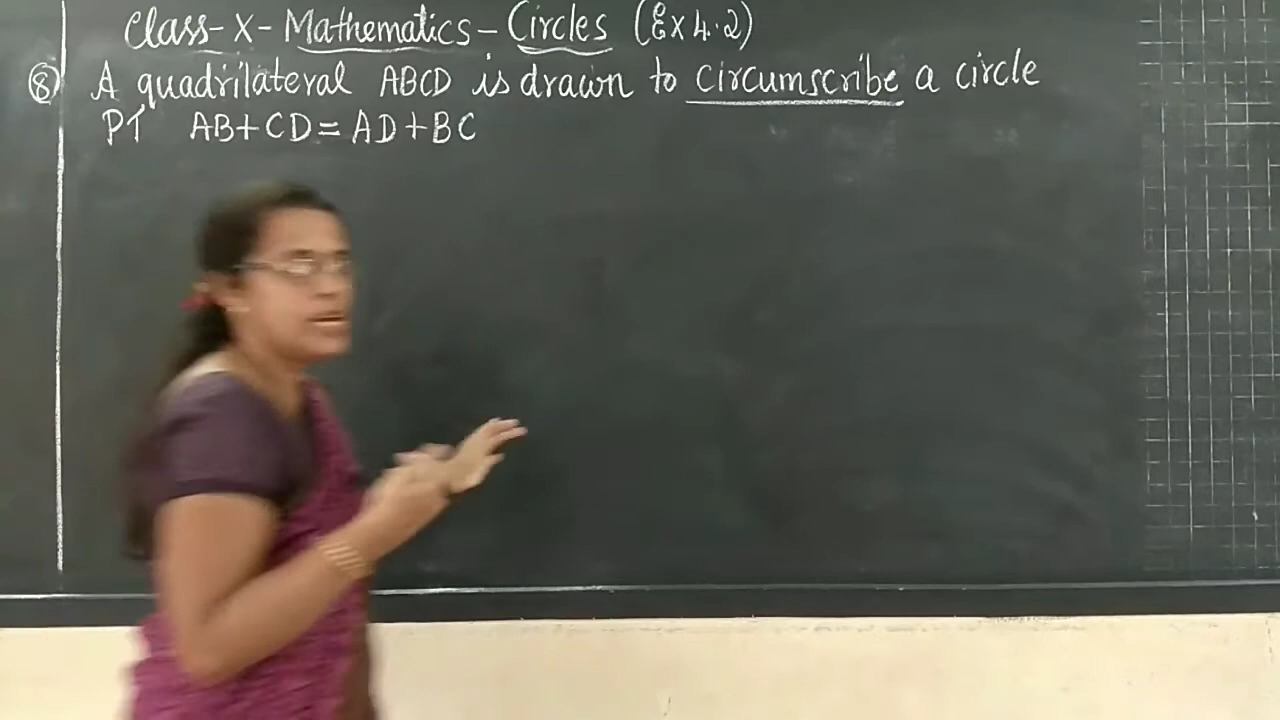 Class-X-Mathematics-Circles (Ex 4.2)
⑧ A quadrilateral ABCD is drawn to circumscribe a circle
PT AB+CD=AD+BC